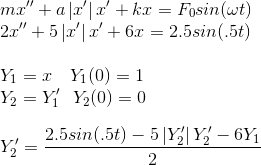 mx'' + a|x'|x' + kx = F₀sin(ωt)
2x'' + 5|x'|x' + 6x = 2.5sin(.5t)
Y₁ = x Y₁(0) = 1
Y₂ = Y₁' Y₂(0) = 0
Y₂' = \frac{2.5sin(.5t) - 5|Y₂'|Y₂' - 6Y₁}{2}